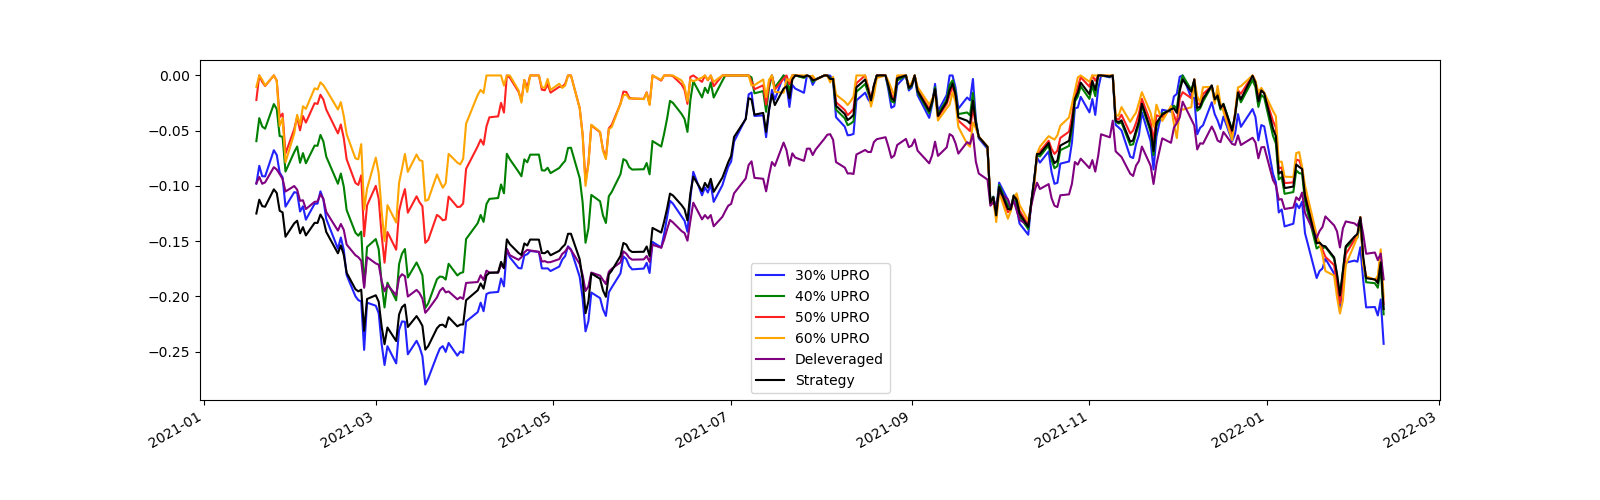 0.00
−0.05
−0.10
−0.15
−0.20
−0.25
30% UPRO
40% UPRO
50% UPRO
60% UPRO
Deleveraged
Strategy
2021-01
2021-03
2021-05
2021-07
2021-09
2021-11
2022-01
2022-03